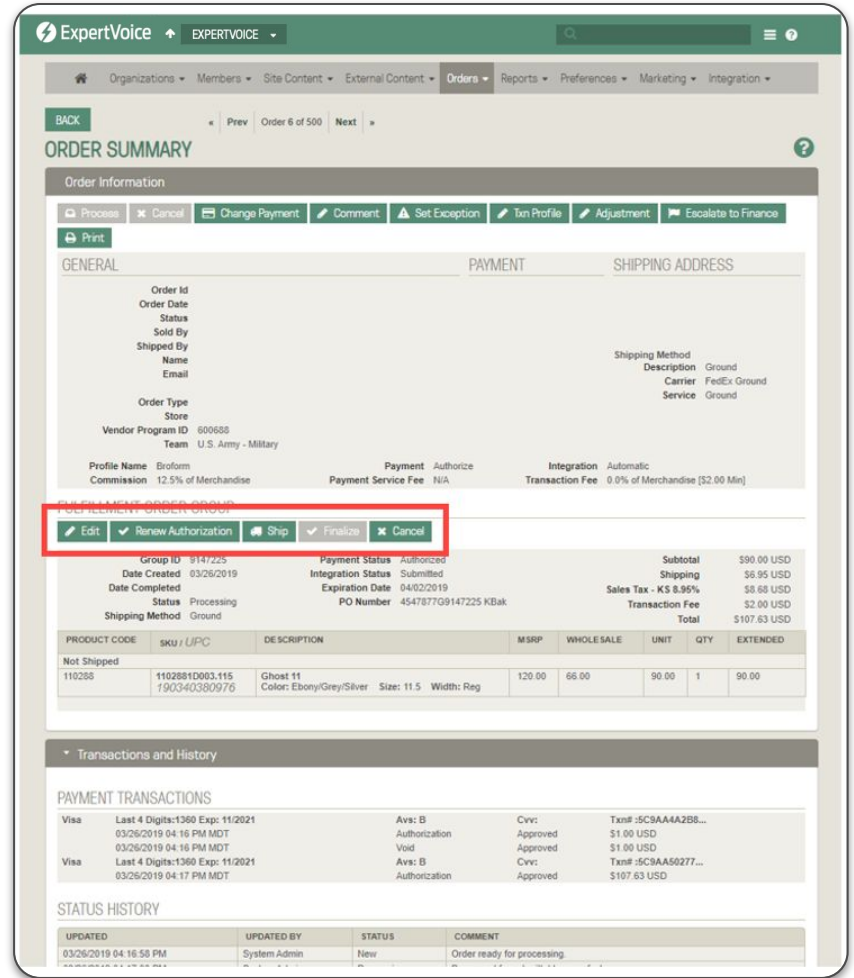 ExpertVoice EXPERTVOICE
Organizations Members Site Content External Content Orders Reports Preferences Marketing Integration
BACK « Prev Order 6 of 500 Next »
ORDER SUMMARY
Order Information
Process Cancel Change Payment Comment Set Exception Txn Profile Adjustment Escalate to Finance
Print
GENERAL PAYMENT SHIPPING ADDRESS
Order Id
Order Date
Status
Sold By
Shipped By
Name
Email
Shipping Method
Description Ground
Carrier FedEx Ground
Service Ground
Order Type
Store
Vendor Program ID 600688
Team U.S. Army - Military
Profile Name Broform Payment Authorize Integration Automatic
Commission 12.5% of Merchandise Payment Service Fee N/A Transaction Fee 0.0% of Merchandise [$2.00 Min]
FULFILLMENT ORDER GROUP
Edit Renew Authorization Ship Finalize Cancel
Group ID 9147225 Payment Status Authorized Subtotal $90.00 USD
Date Created 03/26/2019 Integration Status Submitted Shipping $6.95 USD
Date Completed Expiration Date 04/02/2019 Sales Tax - KS 8.95% $8.68 USD
Status Processing PO Number 4547877G9147225 KBak Transaction Fee $2.00 USD
Shipping Method Ground Total $107.63 USD
PRODUCT CODE SKU / UPC DESCRIPTION MSRP WHOLESALE UNIT QTY EXTENDED
Not Shipped
110288 1102881D003.115 Ghost 11 120.00 66.00 90.00 1 90.00
190340380976 Color: Ebony/Grey/Silver Size: 11.5 Width: Reg
Transactions and History
PAYMENT TRANSACTIONS
Visa Last 4 Digits:1360 Exp: 11/2021 Avs: B Cvv: Txn# :5C9AA4A2B8...
03/26/2019 04:16 PM MDT Authorization Approved $1.00 USD
03/26/2019 04:16 PM MDT Void Approved $1.00 USD
Visa Last 4 Digits:1360 Exp: 11/2021 Avs: B Cvv: Txn# :5C9AA50277...
03/26/2019 04:17 PM MDT Authorization Approved $107.63 USD
STATUS HISTORY
UPDATED UPDATED BY STATUS COMMENT
03/26/2019 04:16:58 PM System Admin New Order ready for processing.